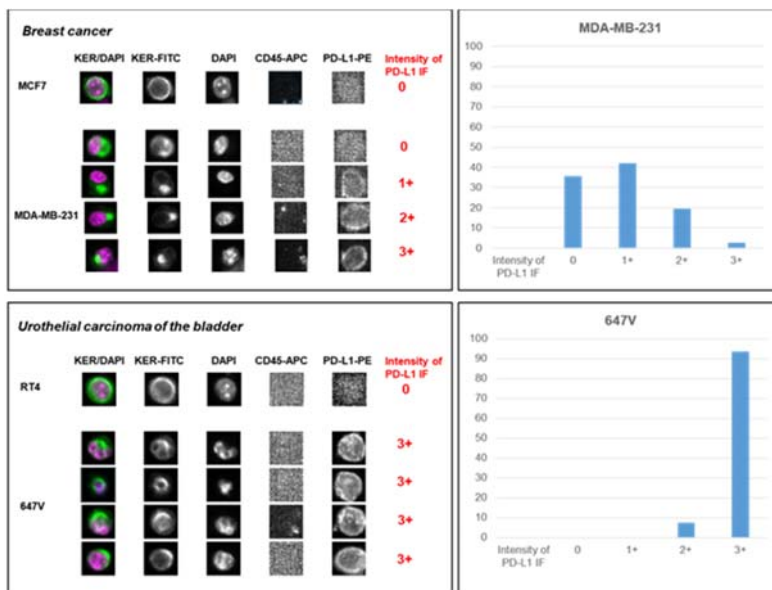 Breast cancer
KER/DAPI KER-FITC DAPI CD45-APC PD-L1-PE Intensity of PD-L1 IF
MCF7 0
0
1+
MDA-MB-231 2+
3+
MDA-MB-231
100
90
80
70
60
50
40
30
20
10
0
Intensity of PD-L1 IF 0 1+ 2+ 3+
Urothelial carcinoma of the bladder
KER/DAPI KER-FITC DAPI CD45-APC PD-L1-PE Intensity of PD-L1 IF
RT4 0
3+
3+
647V 3+
3+
647V
100
90
80
70
60
50
40
30
20
10
0
Intensity of PD-L1 IF 0 1+ 2+ 3+